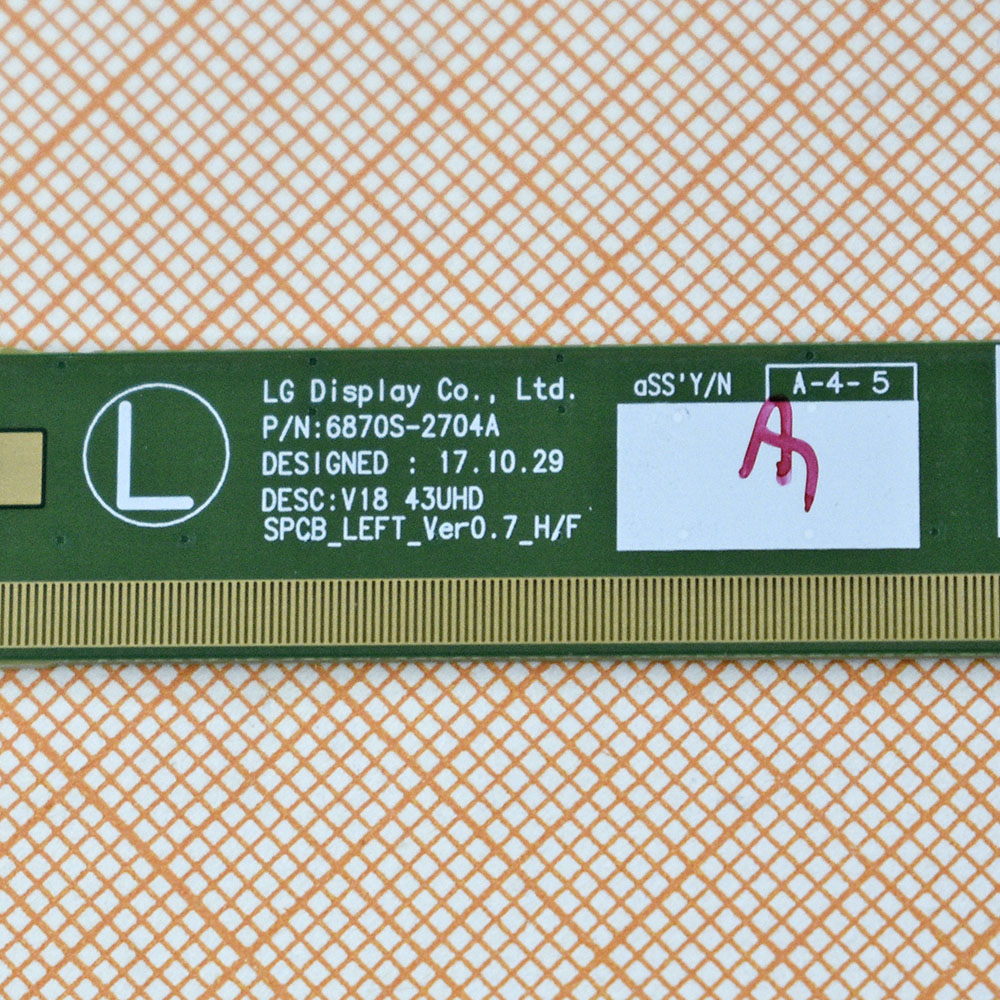 L
LG Display Co., Ltd.
P/N:6870S-2704A
DESIGNED : 17.10.29
DESC:V18 43UHD
SPCB_LEFT_Ver0.7_H/F
aSS'Y/N
A-4- 5